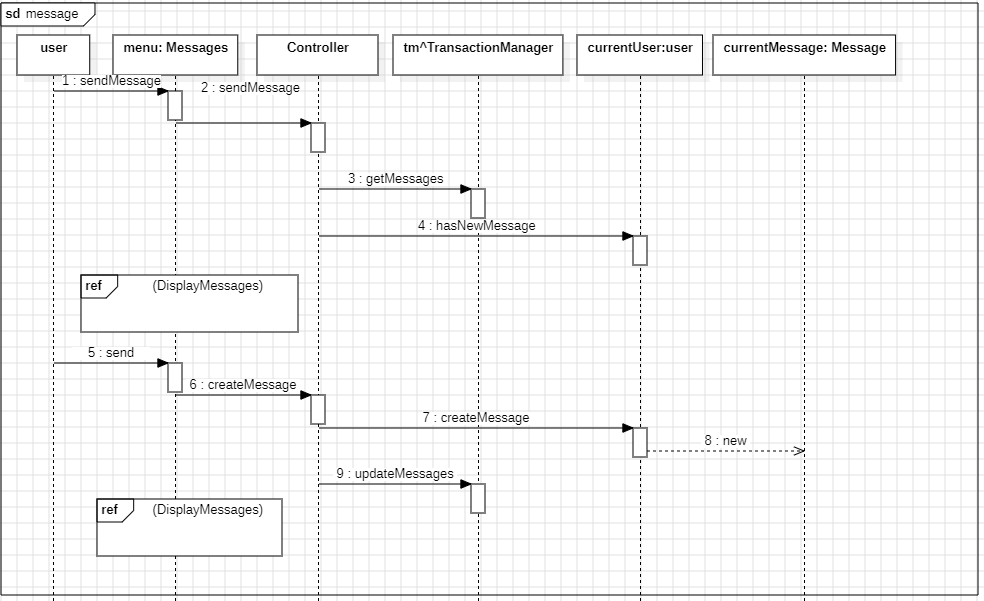 sd message
user
menu: Messages
Controller
tm^TransactionManager
currentUser:user
currentMessage: Message
1 : sendMessage
2 : sendMessage
3 : getMessages
4 : hasNewMessage
ref (DisplayMessages)
5 : send
6 : createMessage
7 : createMessage
8 : new
9 : updateMessages
ref (DisplayMessages)